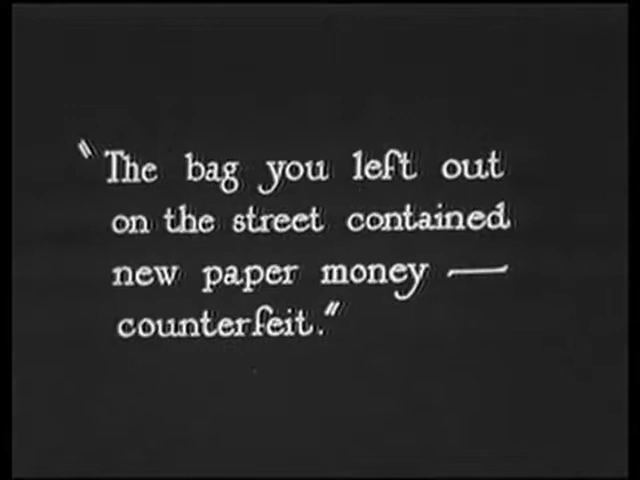 "The bag you left out
on the street contained
new paper money —
counterfeit."